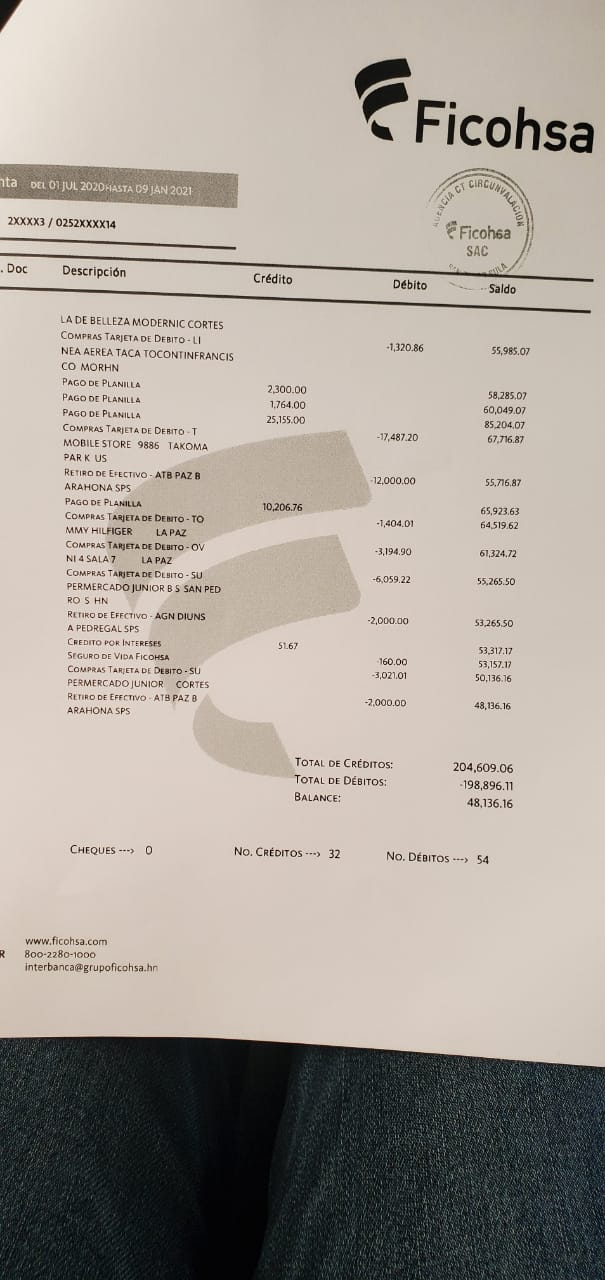 Ficohsa
nta DEL 01 JUL 2020 HASTA 09 JAN 2021
AGENCIA CT CIRCUNVALACION
Ficohsa
SAC
2XXXX3 / 0252XXXX14
. Doc Descripción Crédito Débito Saldo
LA DE BELLEZA MODERNIC CORTES
COMPRAS TARJETA DE DEBITO - LI -1,320.86 55,985.07
NEA AEREA TACA TOCONTINFRANCIS
CO MORHN
PAGO DE PLANILLA 2,300.00 58,285.07
PAGO DE PLANILLA 1,764.00 60,049.07
PAGO DE PLANILLA 25,155.00 85,204.07
COMPRAS TARJETA DE DEBITO - T -17,487.20 67,716.87
MOBILE STORE 9886 TAKOMA
PARK US
RETIRO DE EFECTIVO - ATB PAZ B -12,000.00 55,716.87
ARAHONA SPS
PAGO DE PLANILLA 10,206.76 65,923.63
COMPRAS TARJETA DE DEBITO - TO -1,404.01 64,519.62
MMY HILFIGER LA PAZ
COMPRAS TARJETA DE DEBITO - OV -3,194.90 61,324.72
NI 4 SALA 7 LA PAZ
COMPRAS TARJETA DE DEBITO - SU -6,059.22 55,265.50
PERMERCADO JUNIOR B S SAN PED
RO S HN
RETIRO DE EFECTIVO - AGN DIUNS -2,000.00 53,265.50
A PEDREGAL SPS
CREDITO POR INTERESES 51.67 53,317.17
SEGURO DE VIDA FICOHSA -160.00 53,157.17
COMPRAS TARJETA DE DEBITO - SU -3,021.01 50,136.16
PERMERCADO JUNIOR CORTES
RETIRO DE EFECTIVO - ATB PAZ B -2,000.00 48,136.16
ARAHONA SPS
TOTAL DE CRÉDITOS: 204,609.06
TOTAL DE DÉBITOS: -198,896.11
BALANCE: 48,136.16
CHEQUES ---> 0 NO. CRÉDITOS ---> 32 NO. DÉBITOS ---> 54
www.ficohsa.com
R 800-2280-1000
interbanca@grupoficohsa.hn